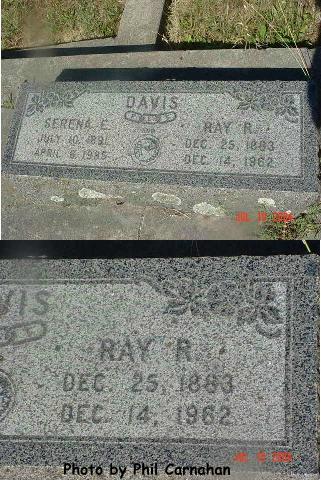 DAVIS
SERENA E.
JULY 10, 1891
APRIL 6, 1985
RAY R.
DEC. 25, 1883
DEC. 14, 1962
VIS
RAY R.
DEC. 25, 1883
DEC. 14, 1962
Photo by Phil Carnahan